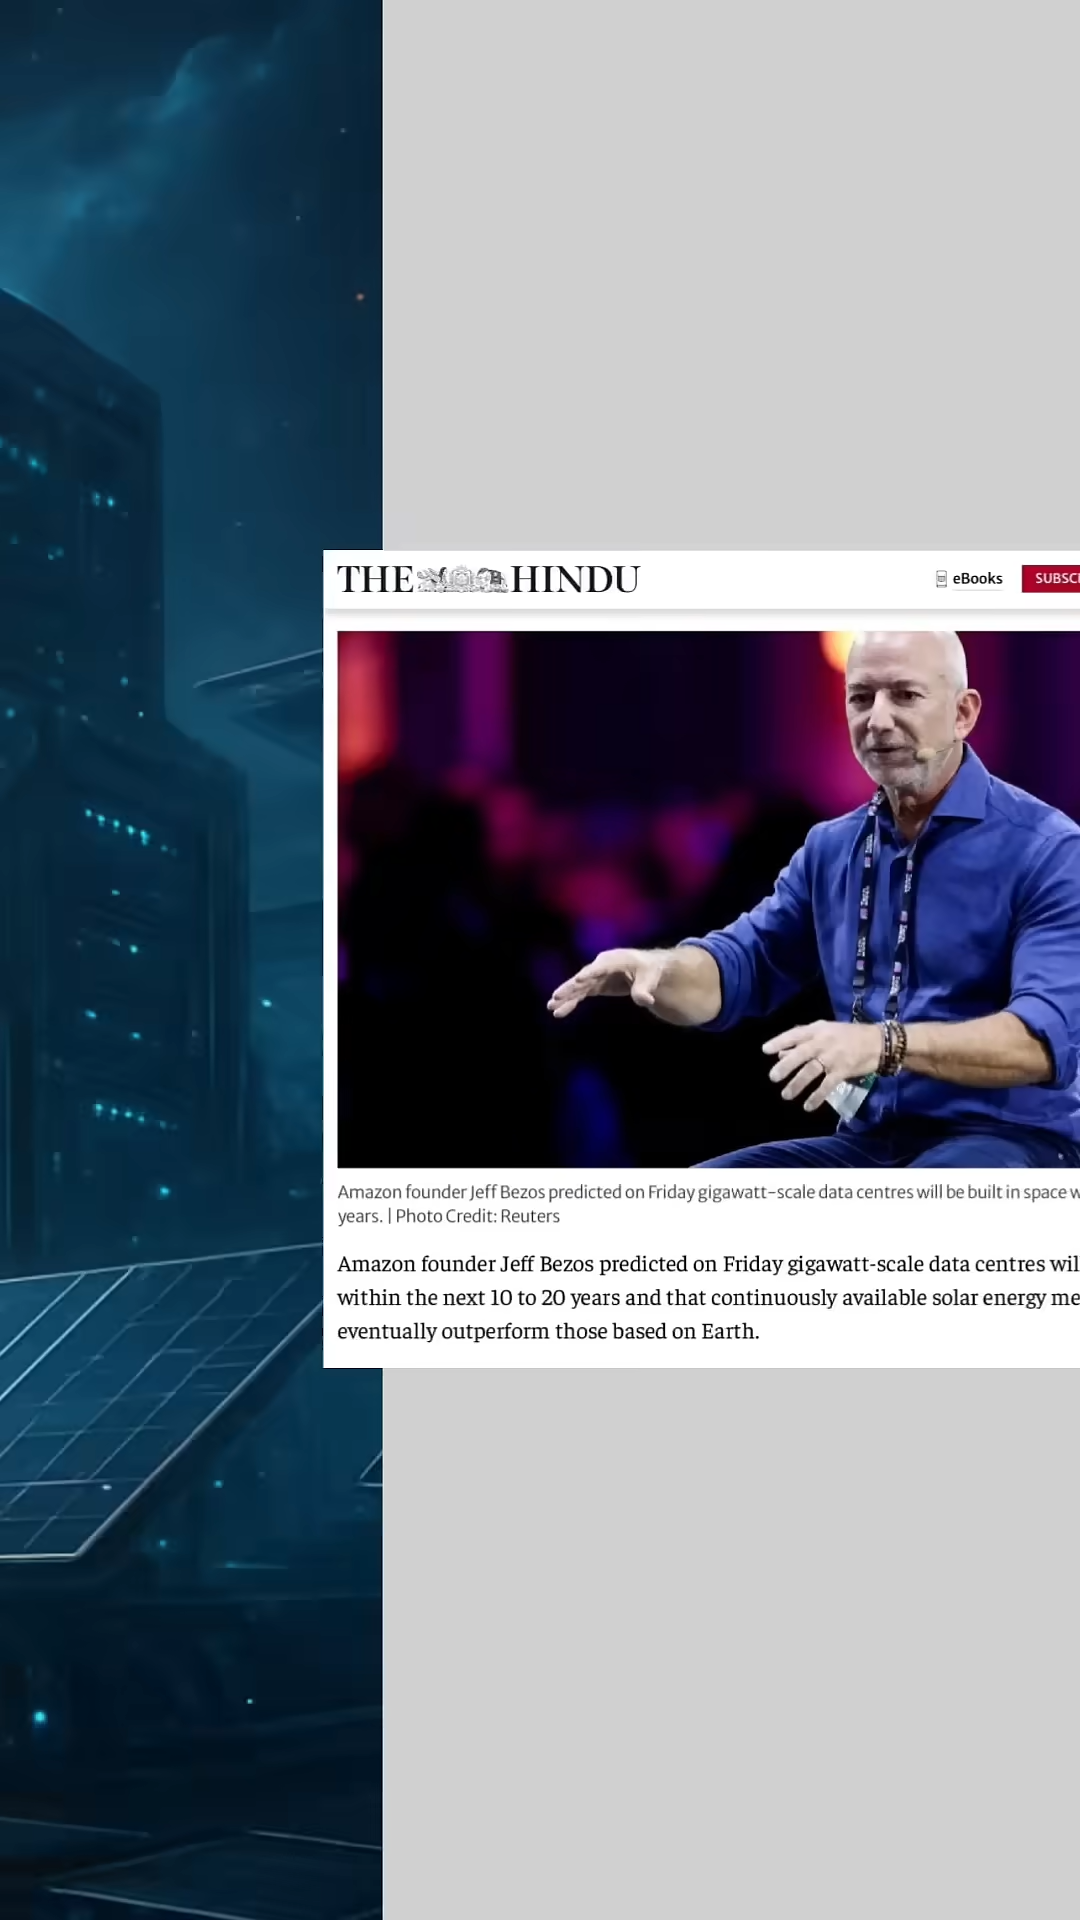 THE HINDU
eBooks
SUBSC
Amazon founder Jeff Bezos predicted on Friday gigawatt-scale data centres will be built in space w
years. | Photo Credit: Reuters
Amazon founder Jeff Bezos predicted on Friday gigawatt-scale data centres wil
within the next 10 to 20 years and that continuously available solar energy me
eventually outperform those based on Earth.